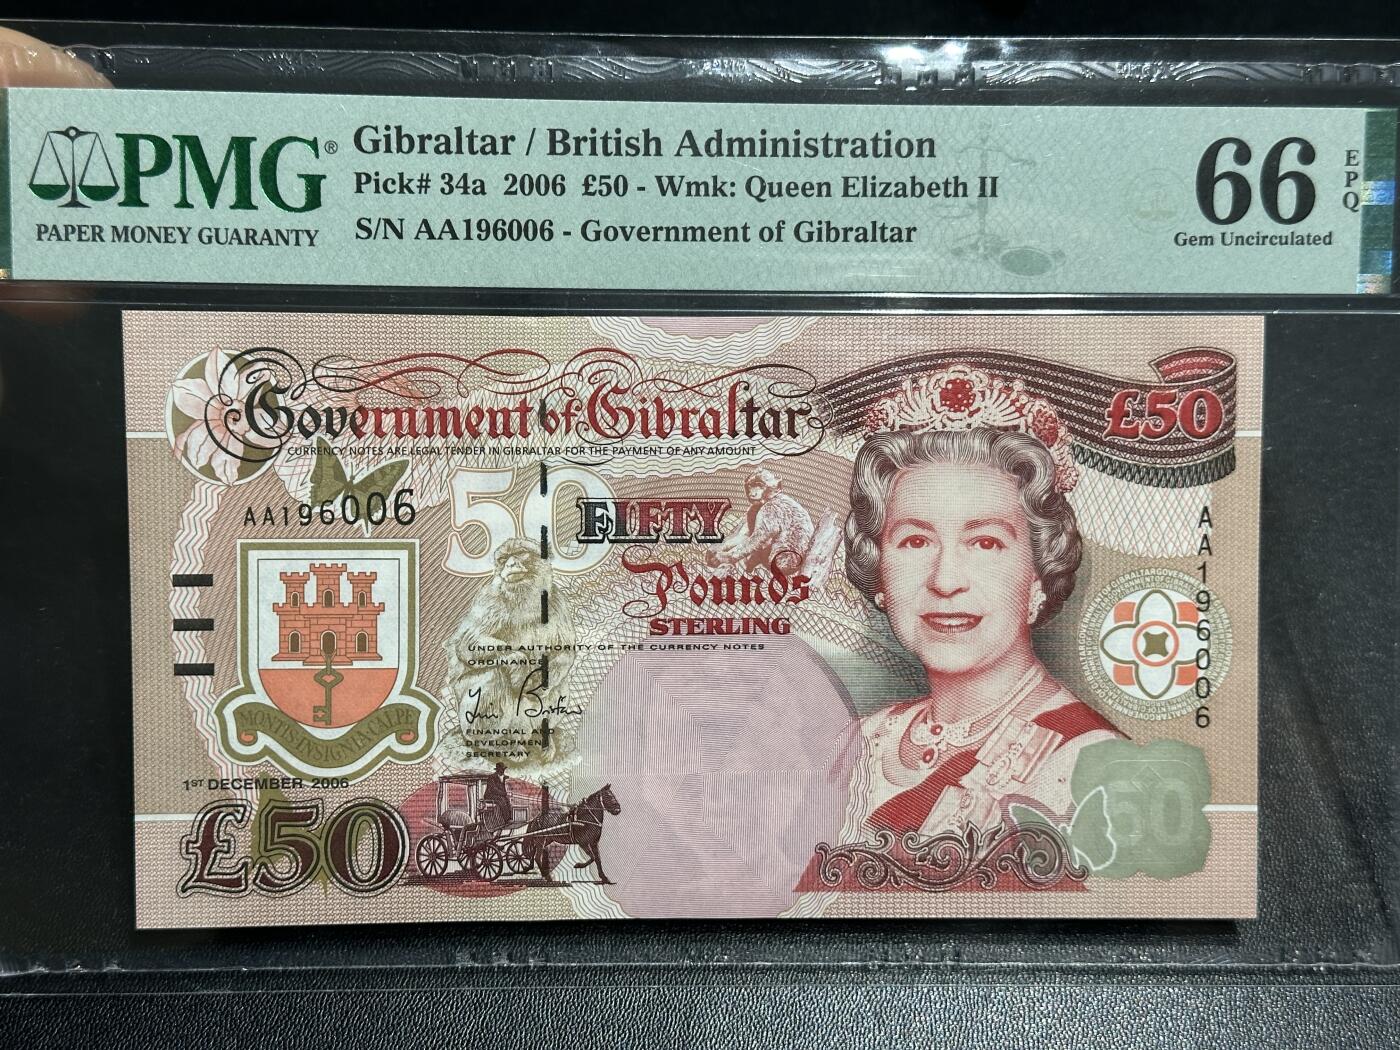 PMG®
PAPER MONEY GUARANTY
Gibraltar / British Administration
Pick# 34a 2006 £50 - Wmk: Queen Elizabeth II
S/N AA196006 - Government of Gibraltar
66
EPQ
Gem Uncirculated
Government of Gibraltar
CURRENCY NOTES ARE LEGAL TENDER IN GIBRALTAR FOR THE PAYMENT OF ANY AMOUNT
£50
AA196006
50
FIFTY
Pounds
STERLING
UNDER AUTHORITY OF THE CURRENCY NOTES
ORDINANCE
FINANCIAL AND
DEVELOPMENT
SECRETARY
MONTIS INSIGNIA CALPE
1ST DECEMBER 2006
£50
AA196006
50